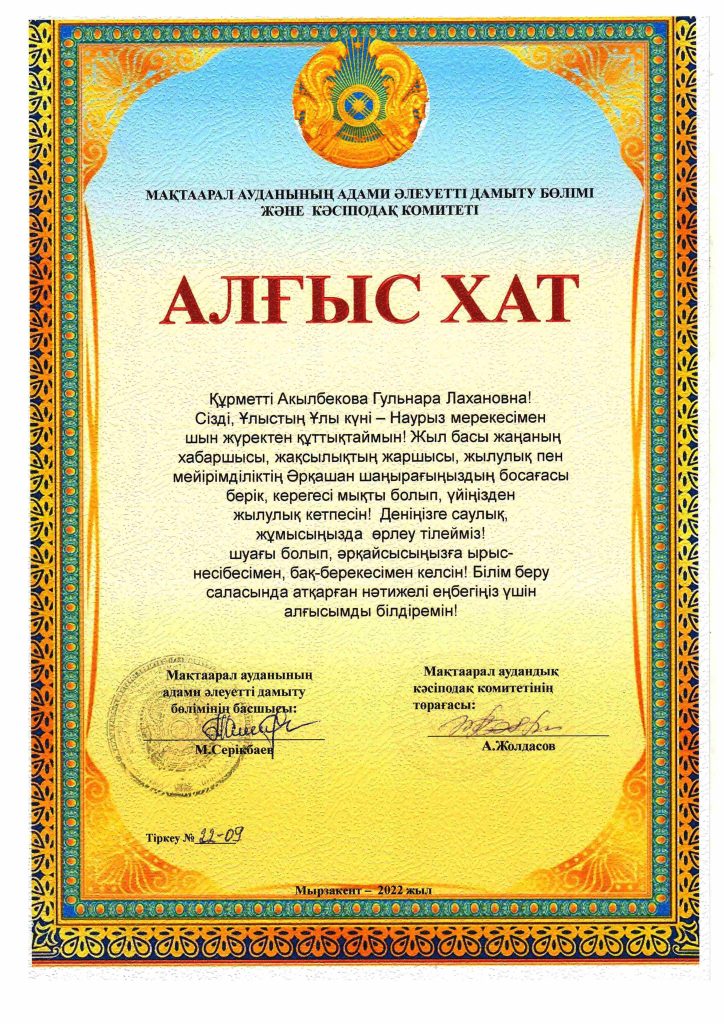 МАҚТААРАЛ АУДАНЫНЫҢ АДАМИ ӘЛЕУЕТТІ ДАМЫТУ БӨЛІМІ
ЖӘНЕ КӘСІПОДАҚ КОМИТЕТІ
АЛҒЫС ХАТ
Құрметті Акылбекова Гульнара Лахановна!
Сізді, Ұлыстың Ұлы күні – Наурыз мерекесімен
шын жүректен құттықтаймын! Жыл басы жаңаның
хабаршысы, жақсылықтың жаршысы, жылулық пен
мейірімділіктің Әрқашан шаңырағыңыздың босағасы
берік, керегесі мықты болып, үйіңізден
жылулық кетпесін! Деніңізге саулық,
жұмысыңызда өрлеу тілейміз!
шуағы болып, әрқайсысыңызға ырыс-
несібесімен, бақ-берекесімен келсін! Білім беру
саласында атқарған нәтижелі еңбегіңіз үшін
алғысымды білдіремін!
Мақтаарал ауданының
адами әлеуетті дамыту
бөлімінің басшысы:
М.Серікбаев
Мақтаарал аудандық
кәсіподақ комитетінің
төрағасы:
А.Жолдасов
Тіркеу № 22-09
Мырзакент – 2022 жыл